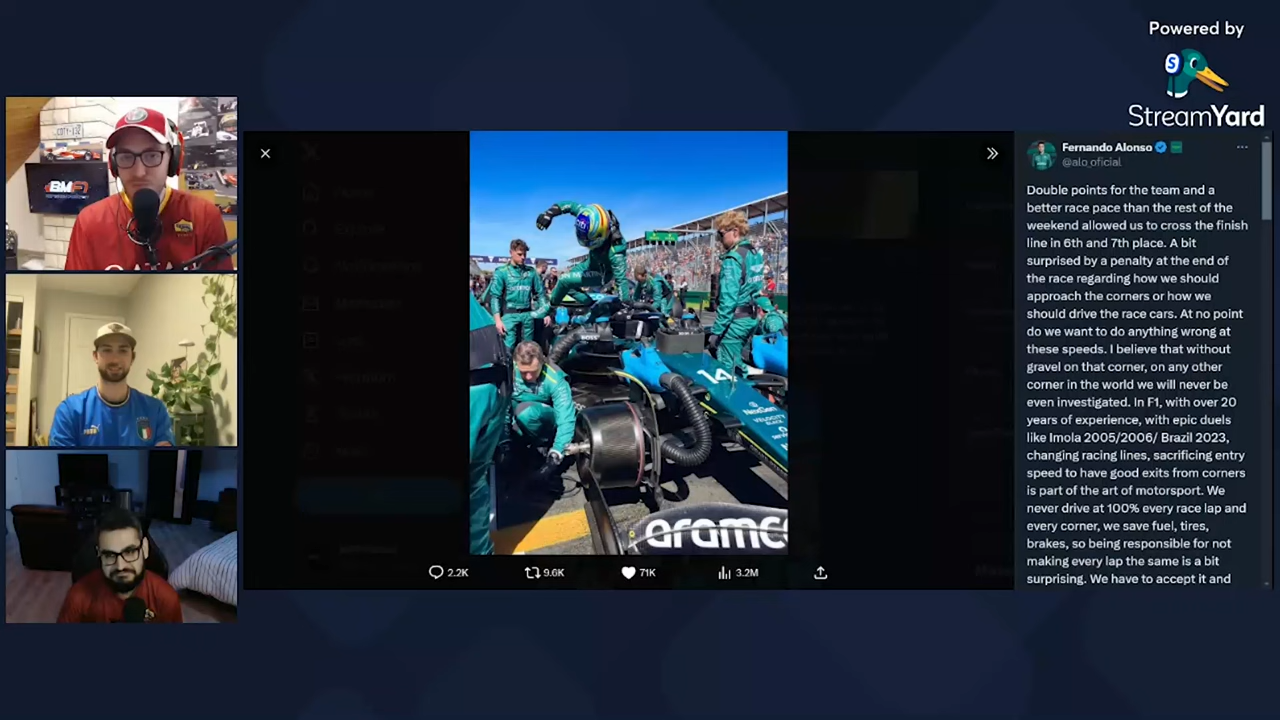 Powered by
StreamYard
BMF1
Fernando Alonso
@alo_oficial
Double points for the team and a
better race pace than the rest of the
weekend allowed us to cross the finish
line in 6th and 7th place. A bit
surprised by a penalty at the end of
the race regarding how we should
approach the corners or how we
should drive the race cars. At no point
do we want to do anything wrong at
these speeds. I believe that without
gravel on that corner, on any other
corner in the world we will never be
even investigated. In F1, with over 20
years of experience, with epic duels
like Imola 2005/2006/ Brazil 2023,
changing racing lines, sacrificing entry
speed to have good exits from corners
is part of the art of motorsport. We
never drive at 100% every race lap and
every corner, we save fuel, tires,
brakes, so being responsible for not
making every lap the same is a bit
surprising. We have to accept it and
14
aramco
2.2K
9.6K
71K
3.2M